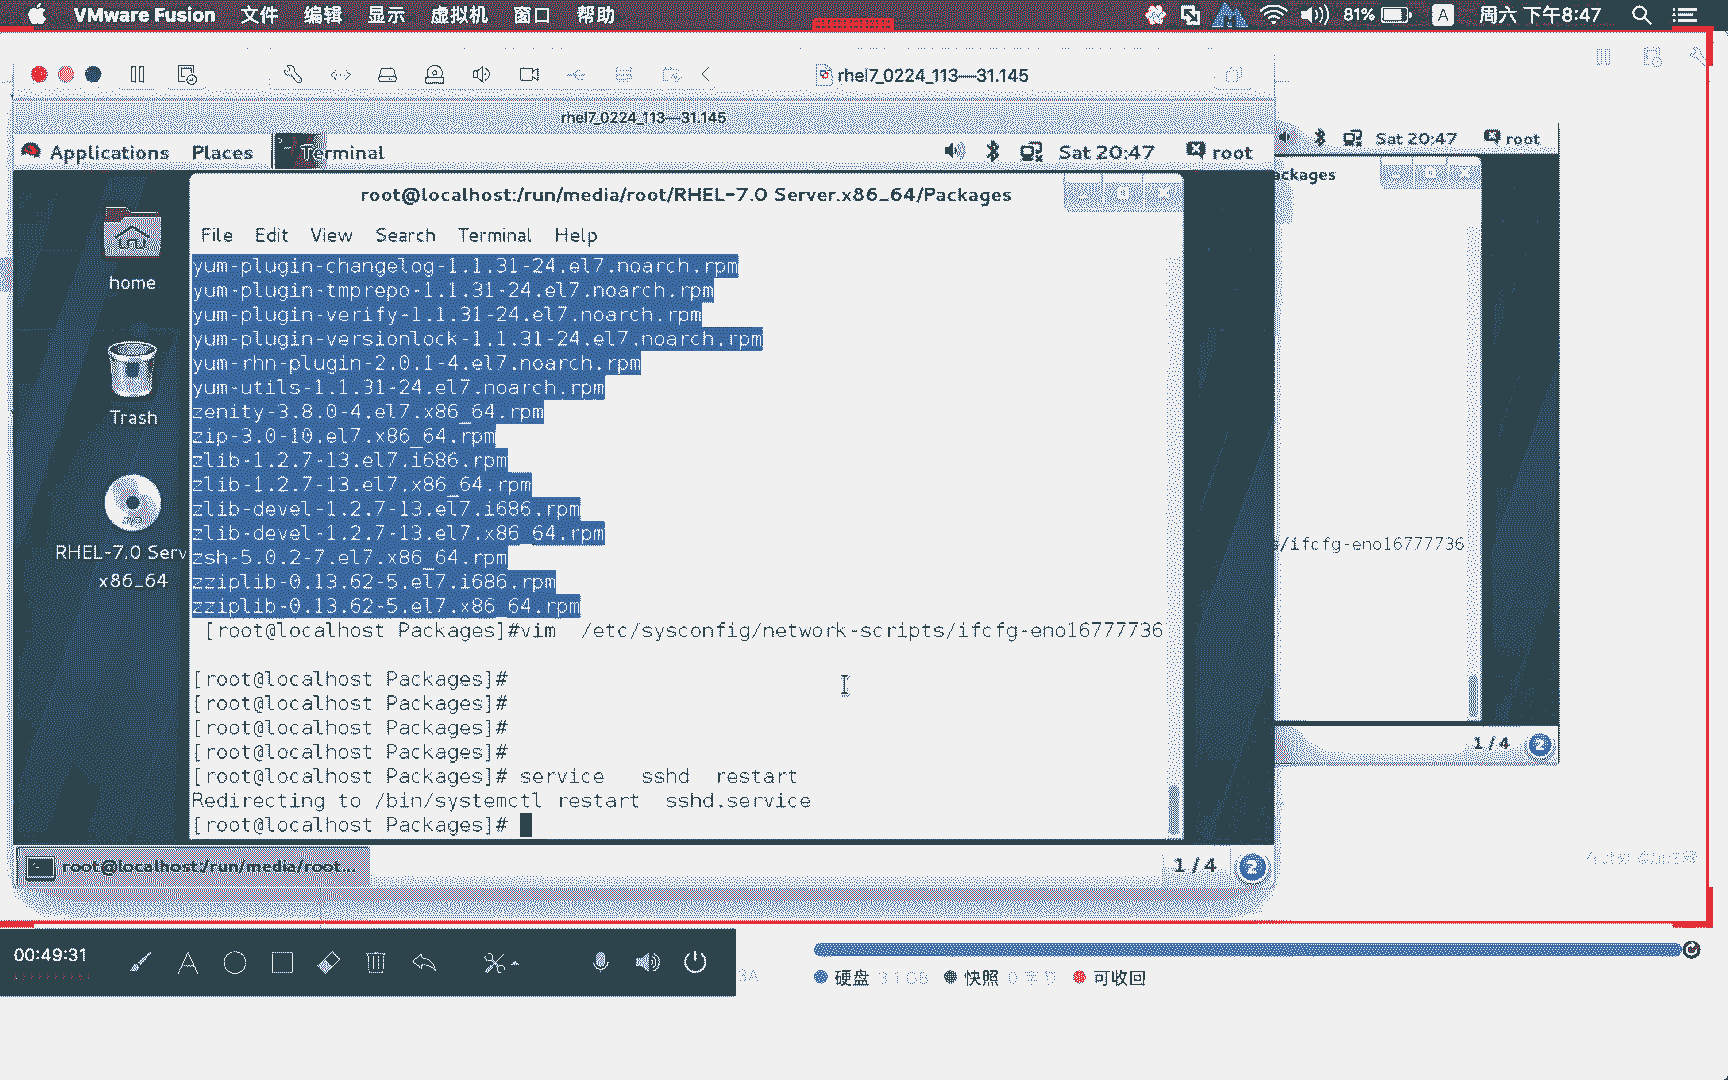 VMware Fusion 文件 编辑 显示 虚拟机 窗口 帮助 81% A 周六 下午8:47
rhel7_0224_113—31.145
rhel7_0224_113—31.145
Applications Places Terminal Sat 20:47 root
Sat 20:47 root
root@localhost:/run/media/root/RHEL-7.0 Server.x86_64/Packages
ackages
File Edit View Search Terminal Help
home
Trash
RHEL-7.0 Serv
x86_64
yum-plugin-changelog-1.1.31-24.el7.noarch.rpm
yum-plugin-tmprepo-1.1.31-24.el7.noarch.rpm
yum-plugin-verify-1.1.31-24.el7.noarch.rpm
yum-plugin-versionlock-1.1.31-24.el7.noarch.rpm
yum-rhn-plugin-2.0.1-4.el7.noarch.rpm
yum-utils-1.1.31-24.el7.noarch.rpm
zenity-3.8.0-4.el7.x86_64.rpm
zip-3.0-10.el7.x86_64.rpm
zlib-1.2.7-13.el7.i686.rpm
zlib-1.2.7-13.el7.x86_64.rpm
zlib-devel-1.2.7-13.el7.i686.rpm
zlib-devel-1.2.7-13.el7.x86_64.rpm
zsh-5.0.2-7.el7.x86_64.rpm
zziplib-0.13.62-5.el7.i686.rpm
zziplib-0.13.62-5.el7.x86_64.rpm
[root@localhost Packages]#vim /etc/sysconfig/network-scripts/ifcfg-eno16777736
[root@localhost Packages]#
[root@localhost Packages]#
[root@localhost Packages]#
[root@localhost Packages]#
[root@localhost Packages]# service sshd restart
Redirecting to /bin/systemctl restart sshd.service
[root@localhost Packages]#
s/ifcfg-eno16777736
1 / 4 2
root@localhost:/run/media/root...
1 / 4 2
00:49:31
硬盘 快照 可收回